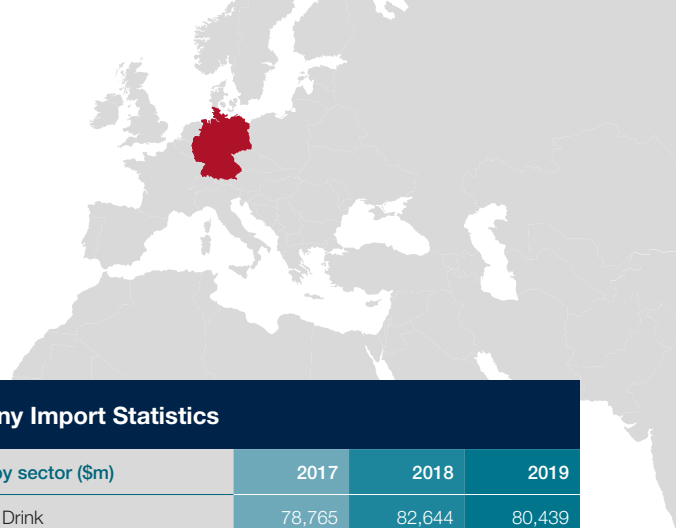 ny Import Statistics
by sector ($m) 2017 2018 2019
Drink 78,765 82,644 80,439